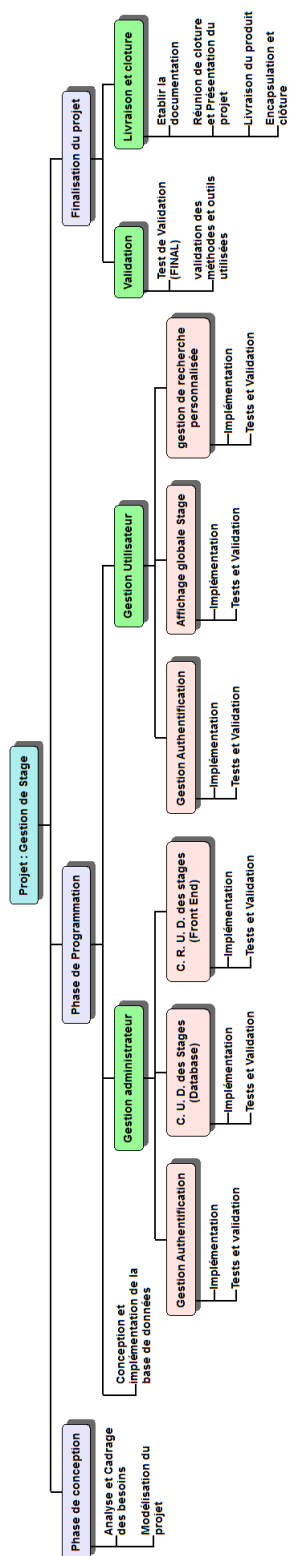 Projet : Gestion de Stage
Phase de conception
Analyse et Cadrage
des besoins
Modélisation du
projet
Phase de Programmation
Conception et
implémentation de la
base de données
Gestion administrateur
Gestion Authentification
Implémentation
Tests et validation
C. U. D. des Stages
(Database)
Implémentation
Tests et Validation
C. R. U. D. des stages
(Front End)
Implémentation
Tests et Validation
Gestion Utilisateur
Gestion Authentification
Implémentation
Tests et Validation
Affichage globale Stage
Implémentation
Tests et Validation
gestion de recherche
personnalisée
Implémentation
Tests et Validation
Finalisation du projet
Validation
Test de Validation
(FINAL)
validation des
méthodes et outils
utilisées
Livraison et cloture
Etablir la
documentation
Réunion de cloture
et Présentation du
projet
Livraison du produit
Encapsulation et
clôture